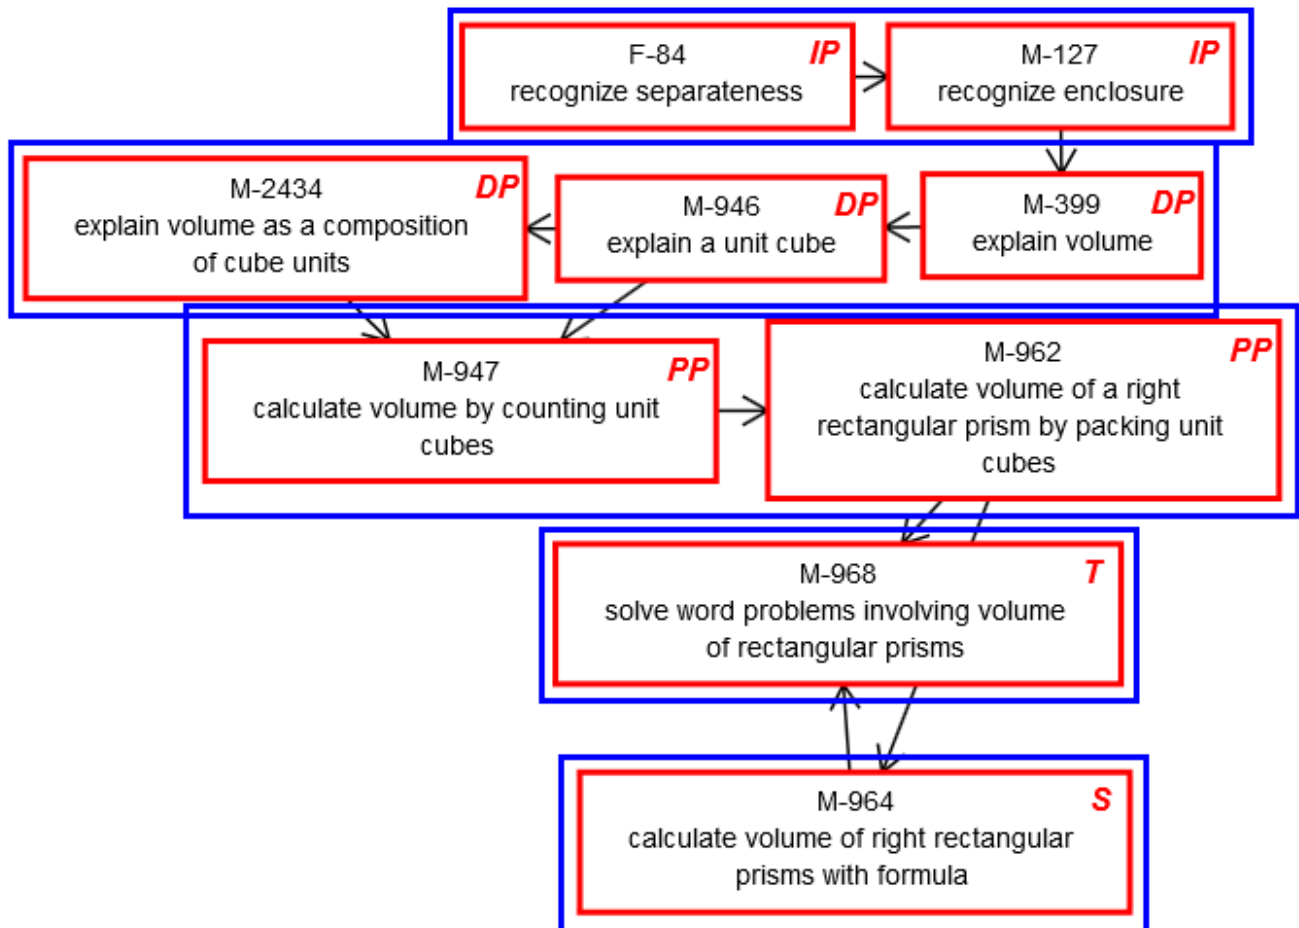 F-84 IP
recognize separateness
M-127 IP
recognize enclosure
M-2434 DP
explain volume as a composition
of cube units
M-946 DP
explain a unit cube
M-399 DP
explain volume
M-947 PP
calculate volume by counting unit
cubes
M-962 PP
calculate volume of a right
rectangular prism by packing unit
cubes
M-968 T
solve word problems involving volume
of rectangular prisms
M-964 S
calculate volume of right rectangular
prisms with formula